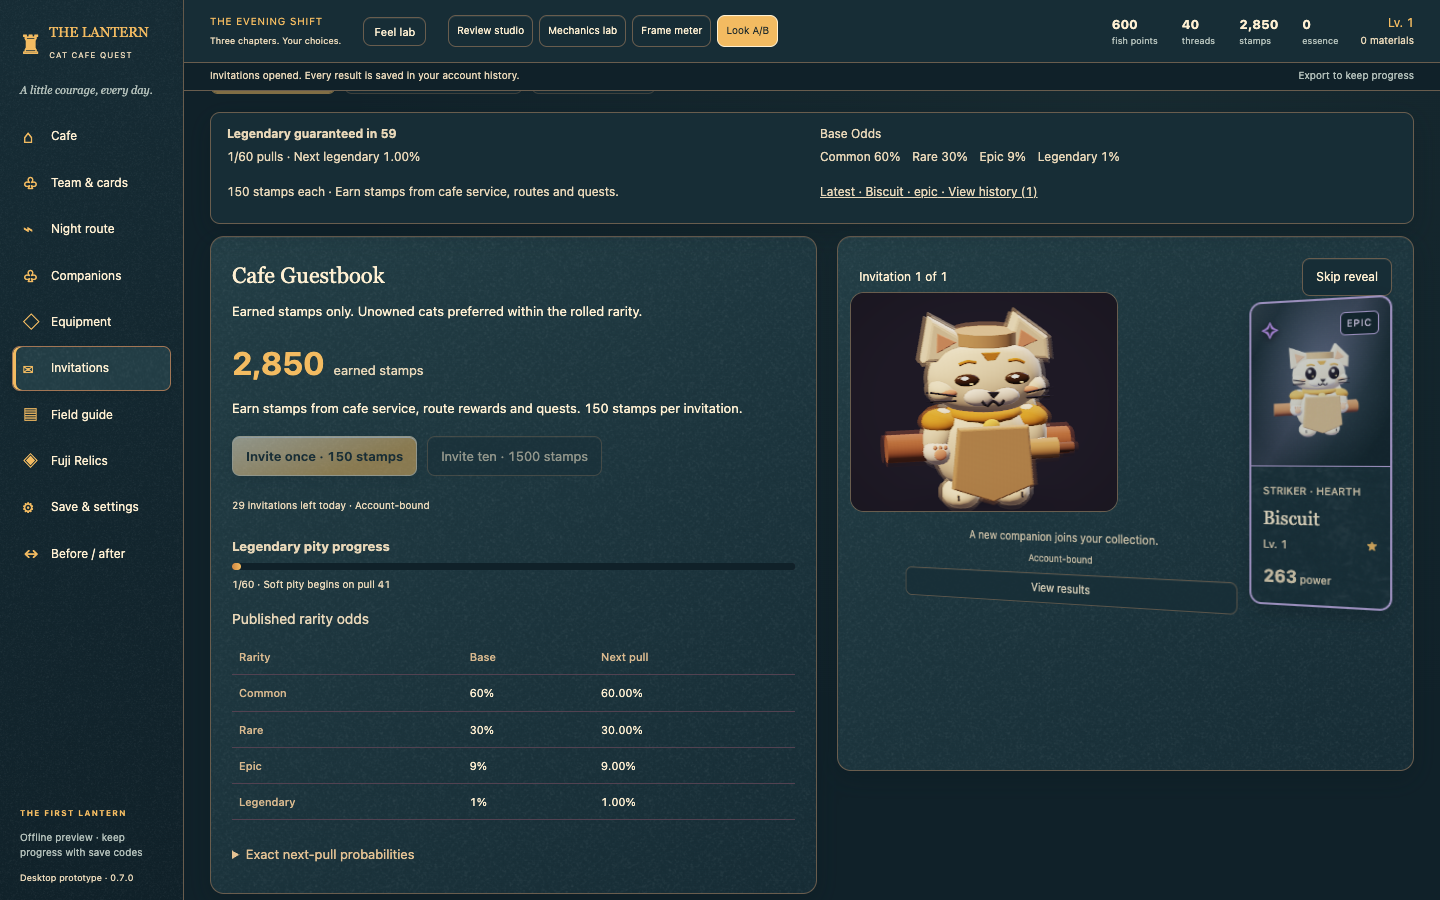 THE LANTERN
CAT CAFE QUEST
A little courage, every day.
Cafe
Team & cards
Night route
Companions
Equipment
Invitations
Field guide
Fuji Relics
Save & settings
Before / after
THE FIRST LANTERN
Offline preview · keep
progress with save codes
Desktop prototype · 0.7.0
THE EVENING SHIFT
Three chapters. Your choices.
Feel lab
Review studio
Mechanics lab
Frame meter
Look A/B
600
fish points
40
threads
2,850
stamps
0
essence
Lv. 1
0 materials
Invitations opened. Every result is saved in your account history.
Export to keep progress
Legendary guaranteed in 59
1/60 pulls · Next legendary 1.00%
150 stamps each · Earn stamps from cafe service, routes and quests.
Base Odds
Common 60% Rare 30% Epic 9% Legendary 1%
Latest · Biscuit · epic · View history (1)
Cafe Guestbook
Earned stamps only. Unowned cats preferred within the rolled rarity.
2,850 earned stamps
Earn stamps from cafe service, route rewards and quests. 150 stamps per invitation.
Invite once · 150 stamps
Invite ten · 1500 stamps
29 invitations left today · Account-bound
Legendary pity progress
1/60 · Soft pity begins on pull 41
Published rarity odds
Rarity Base Next pull
Common 60% 60.00%
Rare 30% 30.00%
Epic 9% 9.00%
Legendary 1% 1.00%
Exact next-pull probabilities
Invitation 1 of 1
Skip reveal
EPIC
STRIKER · HEARTH
Biscuit
Lv. 1
263 power
A new companion joins your collection.
Account-bound
View results